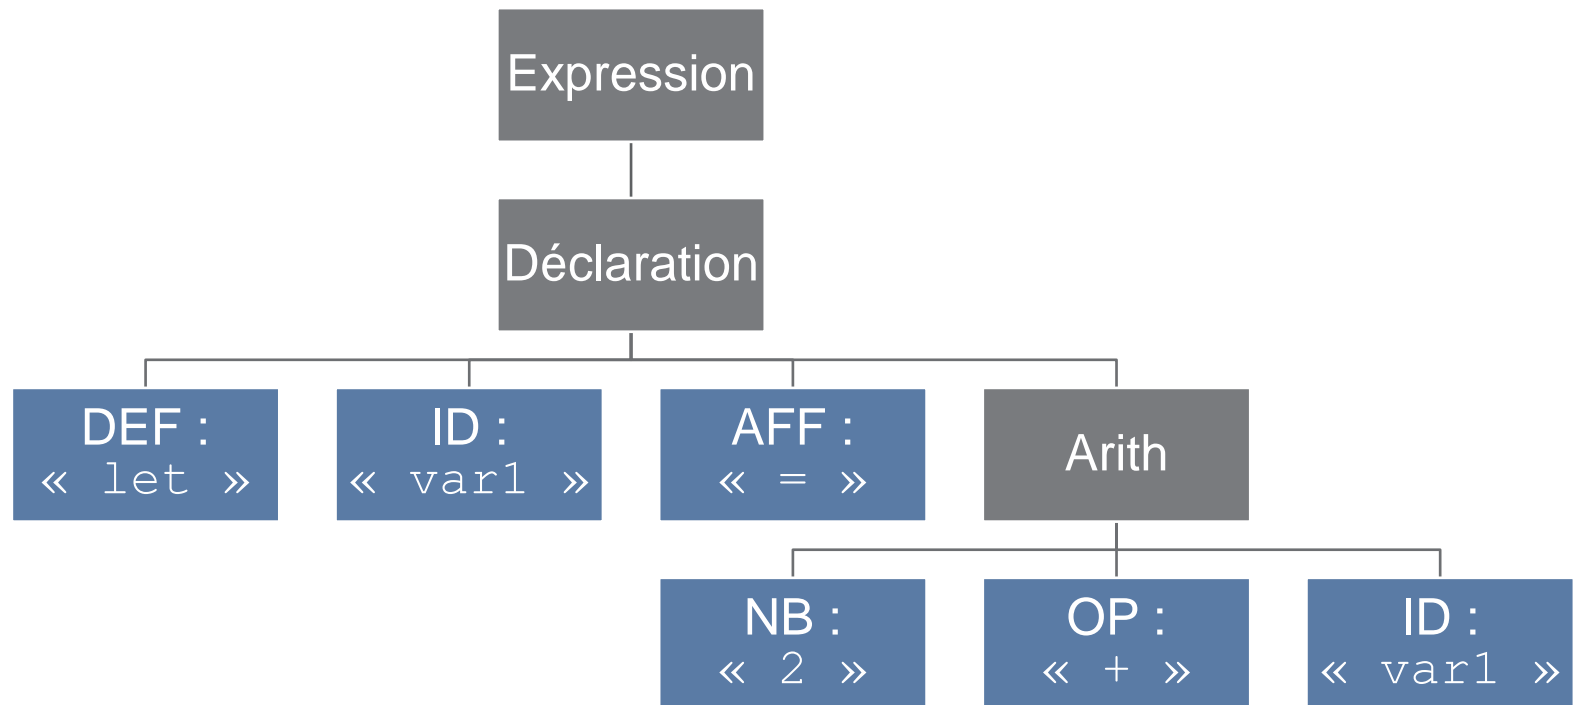 Expression
Déclaration
DEF :
« let »
ID :
« var1 »
AFF :
« = »
Arith
NB :
« 2 »
OP :
« + »
ID :
« var1 »